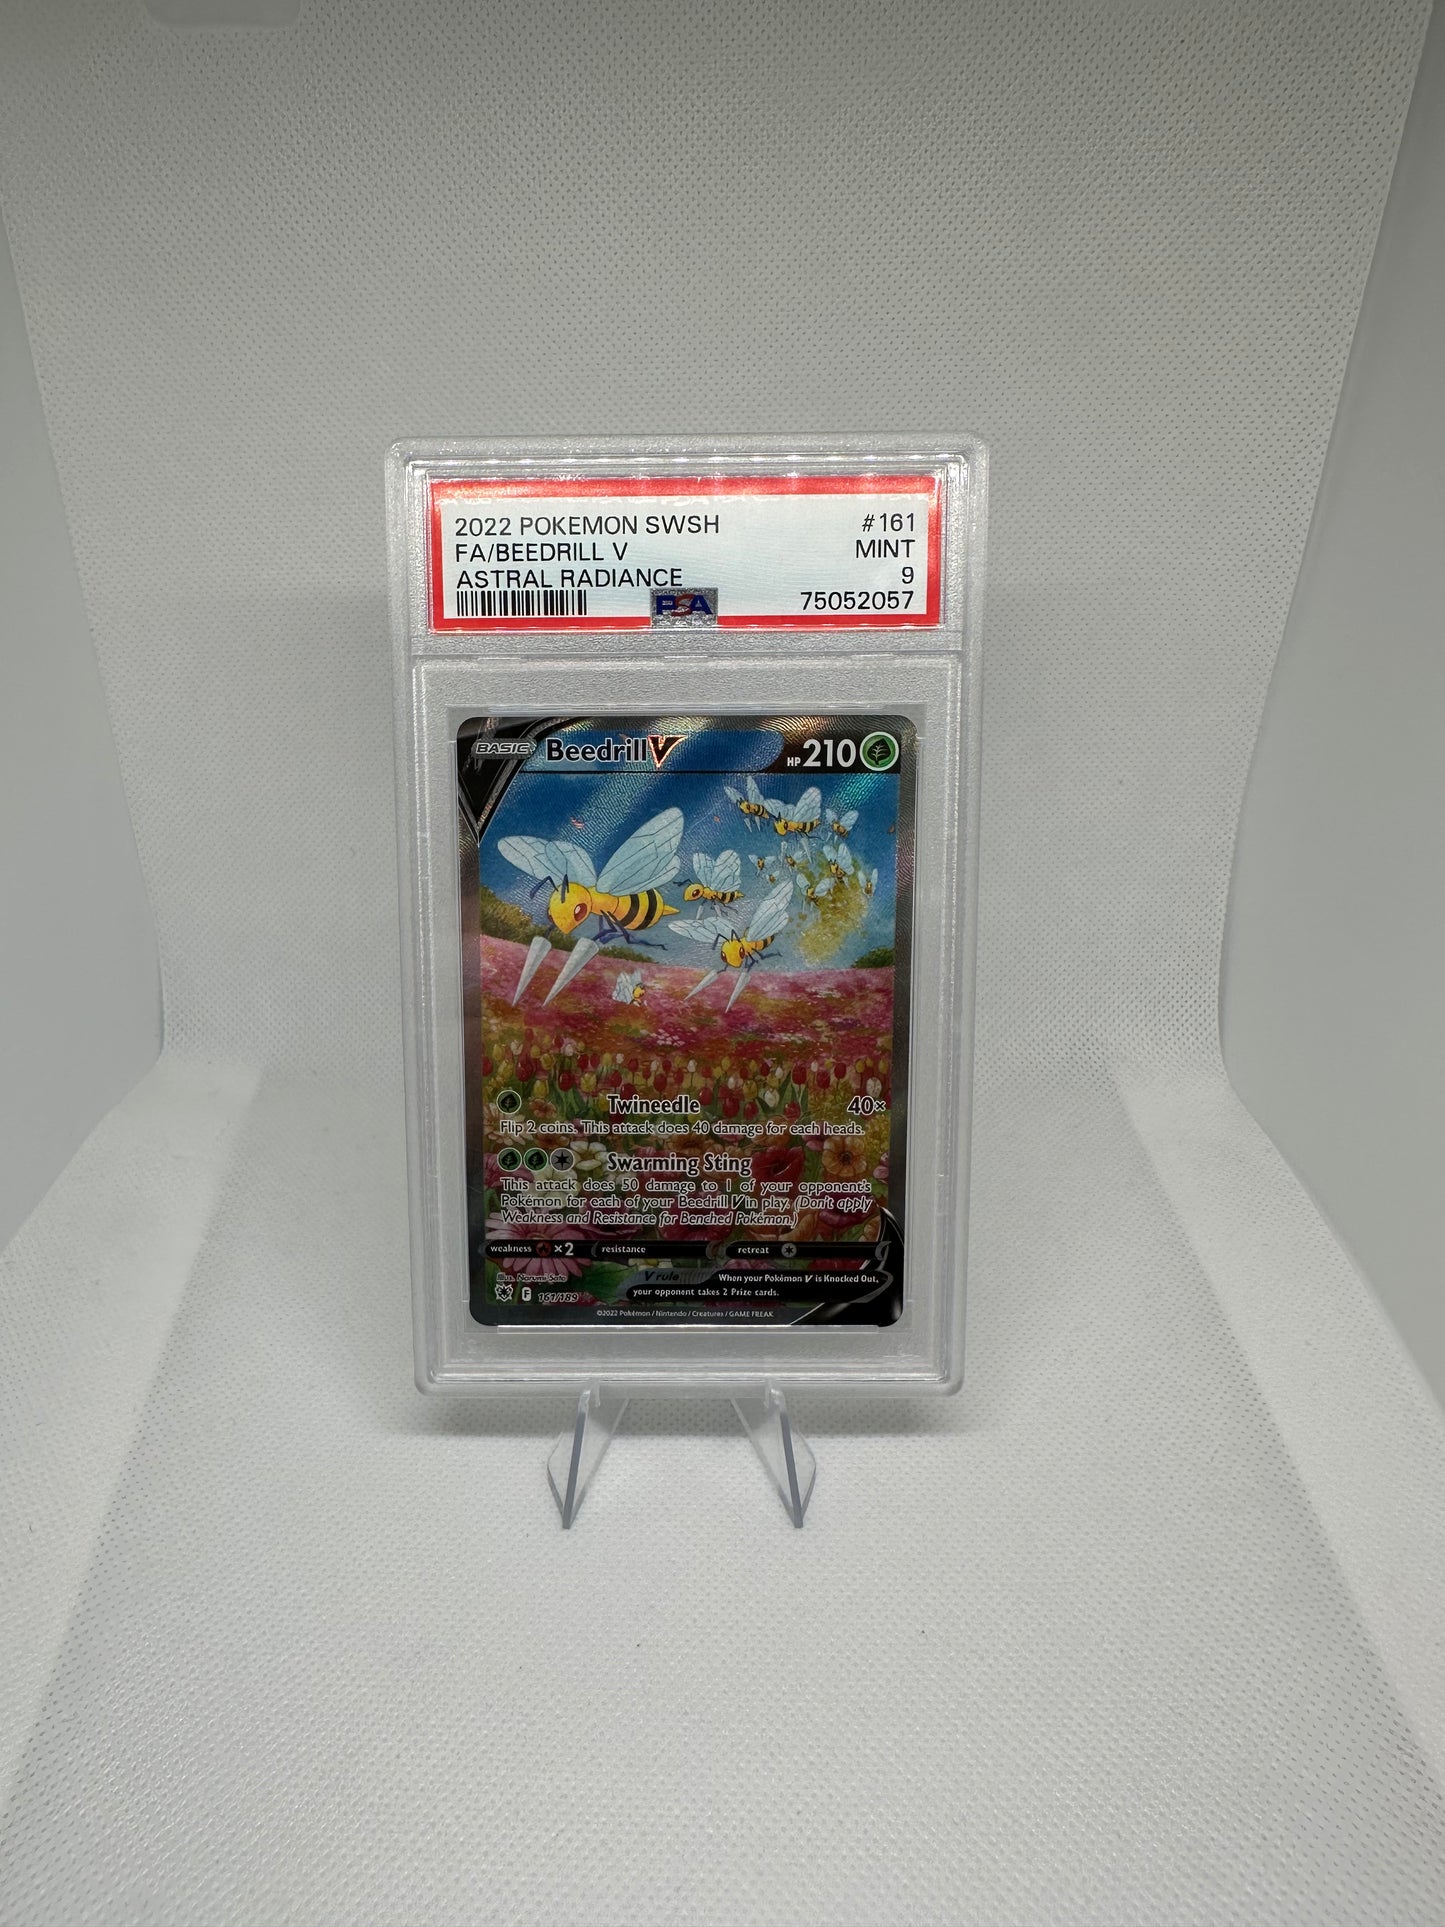 2022 POKEMON SWSH #161
FA/BEEDRILL V MINT
ASTRAL RADIANCE 9
PSA 75052057
BASIC Beedrill V HP 210
Twineedle 40×
Flip 2 coins. This attack does 40 damage for each heads.
Swarming Sting
This attack does 50 damage to 1 of your opponent's
Pokémon for each of your Beedrill V in play. (Don't apply
Weakness and Resistance for Benched Pokémon.)
weakness ×2 resistance retreat
Illus. Narumi Sato V rule When your Pokémon V is Knocked Out,
your opponent takes 2 Prize cards.
F 161/189
©2022 Pokémon / Nintendo / Creatures / GAME FREAK